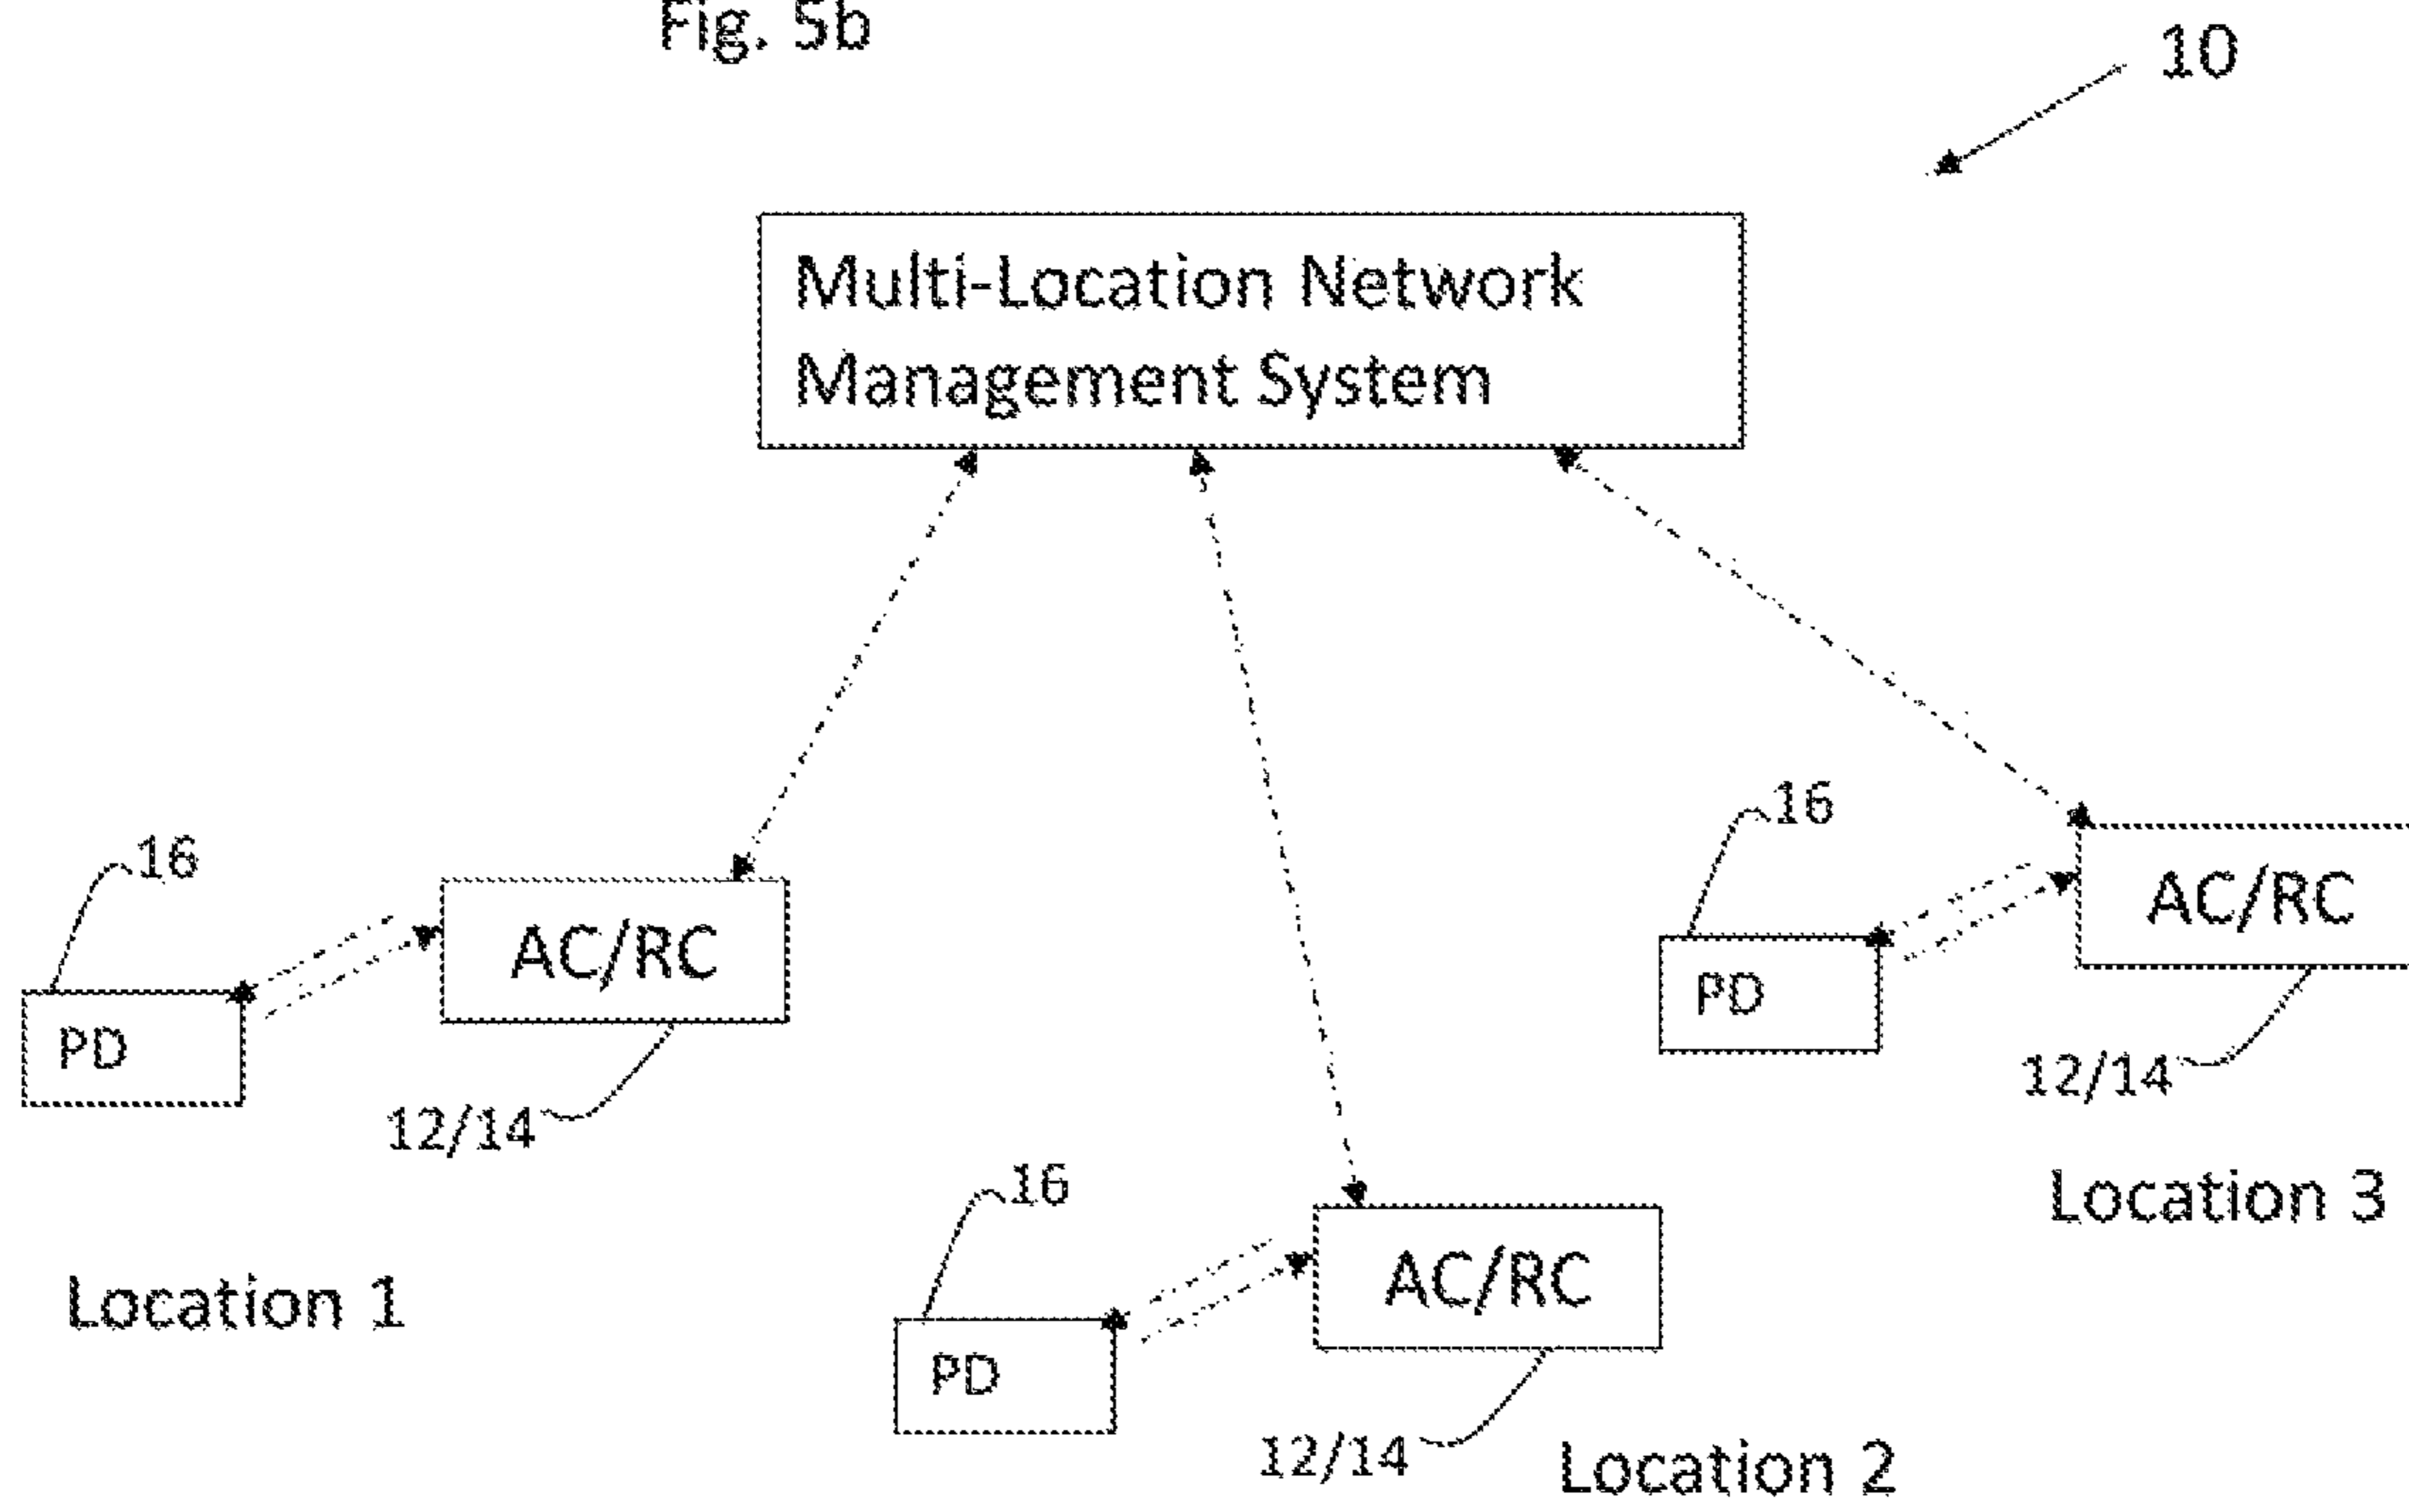 Fig. 5b
10
Multi-Location Network
Management System
16
AC/RC
PD
12/14
Location 1
16
AC/RC
PD
12/14
Location 2
16
AC/RC
PD
12/14
Location 3